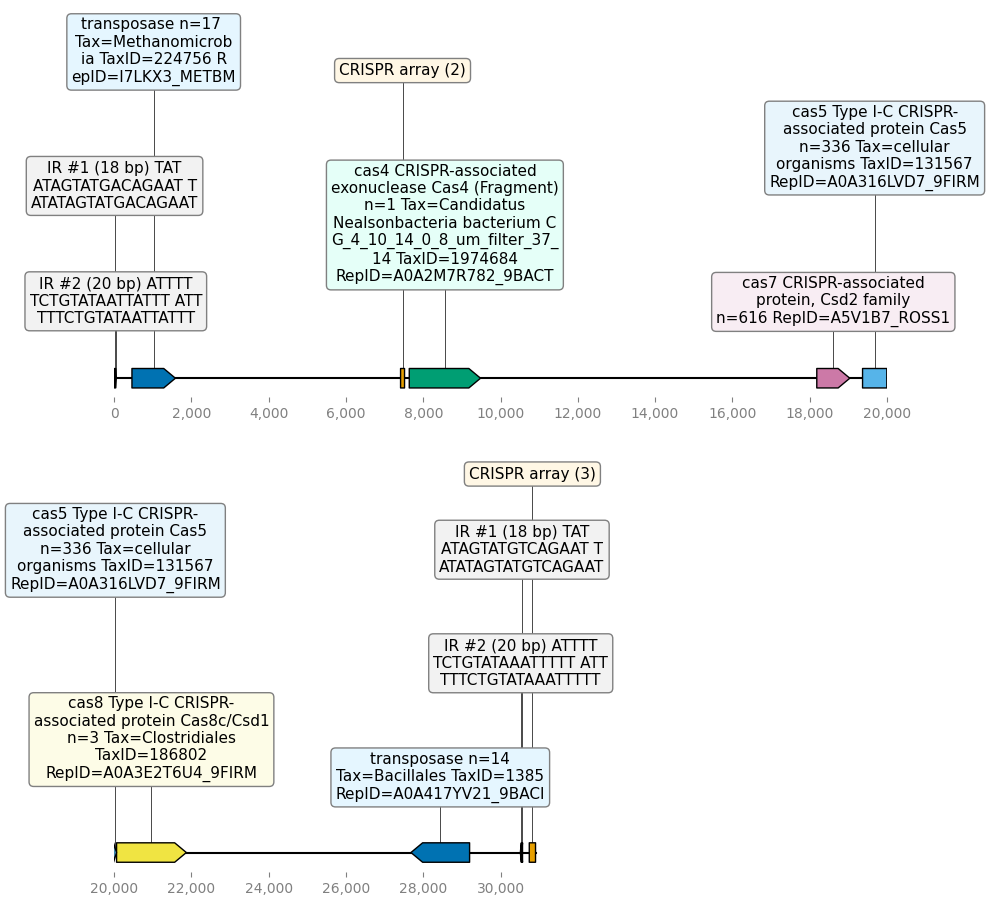 transposase n=17
Tax=Methanomicrob
ia TaxID=224756 R
epID=I7LKX3_METBM
CRISPR array (2)
cas5 Type I-C CRISPR-
associated protein Cas5
n=336 Tax=cellular
organisms TaxID=131567
RepID=A0A316LVD7_9FIRM
IR #1 (18 bp) TAT
ATAGTATGACAGAAT T
ATATAGTATGACAGAAT
cas4 CRISPR-associated
exonuclease Cas4 (Fragment)
n=1 Tax=Candidatus
Nealsonbacteria bacterium C
G_4_10_14_0_8_um_filter_37_
14 TaxID=1974684
RepID=A0A2M7R782_9BACT
IR #2 (20 bp) ATTTT
TCTGTATAATTATTT ATT
TTTCTGTATAATTATTT
cas7 CRISPR-associated
protein, Csd2 family
n=616 RepID=A5V1B7_ROSS1
0 2,000 4,000 6,000 8,000 10,000 12,000 14,000 16,000 18,000 20,000
CRISPR array (3)
cas5 Type I-C CRISPR-
associated protein Cas5
n=336 Tax=cellular
organisms TaxID=131567
RepID=A0A316LVD7_9FIRM
IR #1 (18 bp) TAT
ATAGTATGTCAGAAT T
ATATAGTATGTCAGAAT
IR #2 (20 bp) ATTTT
TCTGTATAAATTTTT ATT
TTTCTGTATAAATTTTT
cas8 Type I-C CRISPR-
associated protein Cas8c/Csd1
n=3 Tax=Clostridiales
TaxID=186802
RepID=A0A3E2T6U4_9FIRM
transposase n=14
Tax=Bacillales TaxID=1385
RepID=A0A417YV21_9BACI
20,000 22,000 24,000 26,000 28,000 30,000